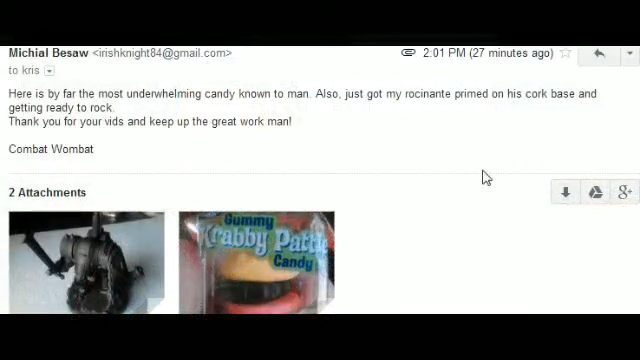 Michial Besaw <irishknight84@gmail.com> 2:01 PM (27 minutes ago)
to kris
Here is by far the most underwhelming candy known to man. Also, just got my rocinante primed on his cork base and
getting ready to rock.
Thank you for your vids and keep up the great work man!
Combat Wombat
2 Attachments
g+
Gummy
Krabby Patty
Candy